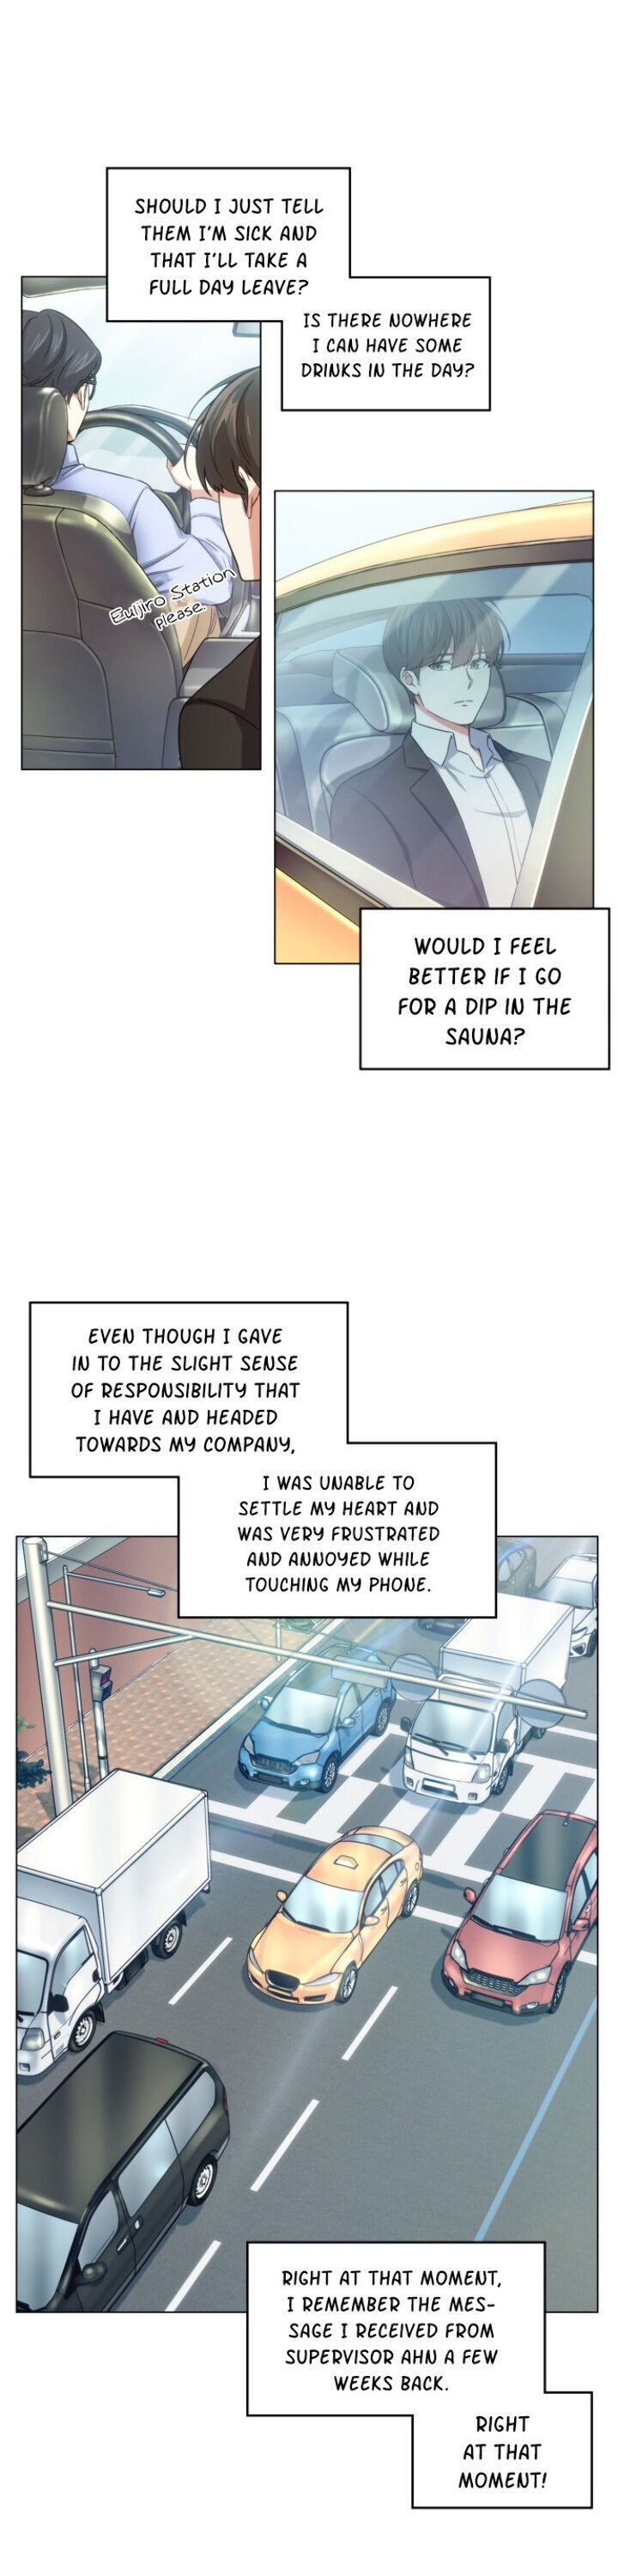 SHOULD I JUST TELL
THEM I'M SICK AND
THAT I'LL TAKE A
FULL DAY LEAVE?
IS THERE NOWHERE
I CAN HAVE SOME
DRINKS IN THE DAY?
Euljiro Station
please.
WOULD I FEEL
BETTER IF I GO
FOR A DIP IN THE
SAUNA?
EVEN THOUGH I GAVE
IN TO THE SLIGHT SENSE
OF RESPONSIBILITY THAT
I HAVE AND HEADED
TOWARDS MY COMPANY,
I WAS UNABLE TO
SETTLE MY HEART AND
WAS VERY FRUSTRATED
AND ANNOYED WHILE
TOUCHING MY PHONE.
RIGHT AT THAT MOMENT,
I REMEMBER THE MES-
SAGE I RECEIVED FROM
SUPERVISOR AHN A FEW
WEEKS BACK.
RIGHT
AT THAT
MOMENT!